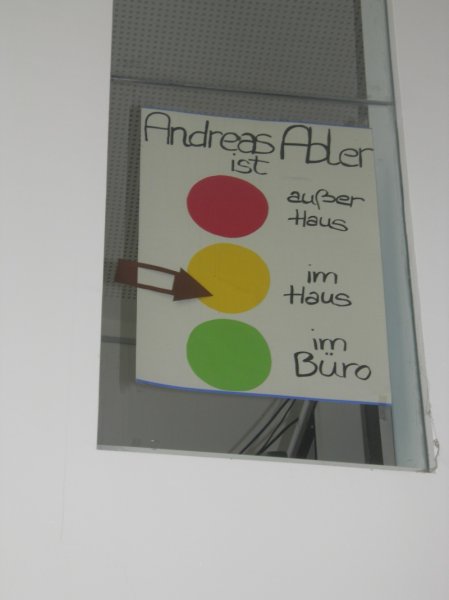 Andreas Adler
ist
außer
Haus
im
Haus
im
Büro